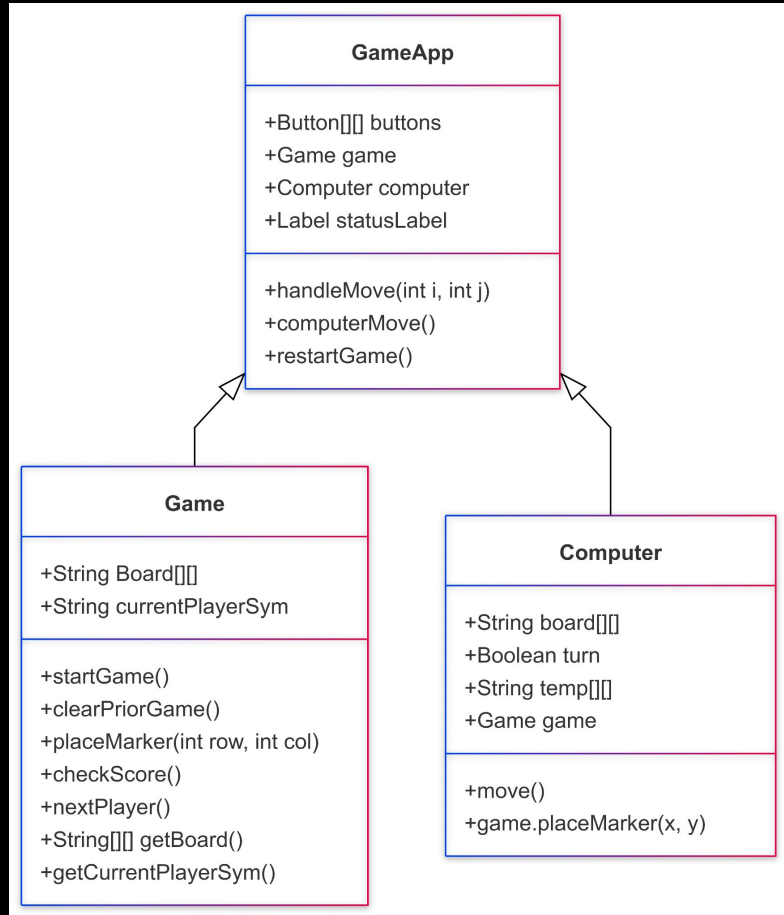 GameApp
+Button[][] buttons
+Game game
+Computer computer
+Label statusLabel
+handleMove(int i, int j)
+computerMove()
+restartGame()
Game
+String Board[][]
+String currentPlayerSym
+startGame()
+clearPriorGame()
+placeMarker(int row, int col)
+checkScore()
+nextPlayer()
+String[][] getBoard()
+getCurrentPlayerSym()
Computer
+String board[][]
+Boolean turn
+String temp[][]
+Game game
+move()
+game.placeMarker(x, y)